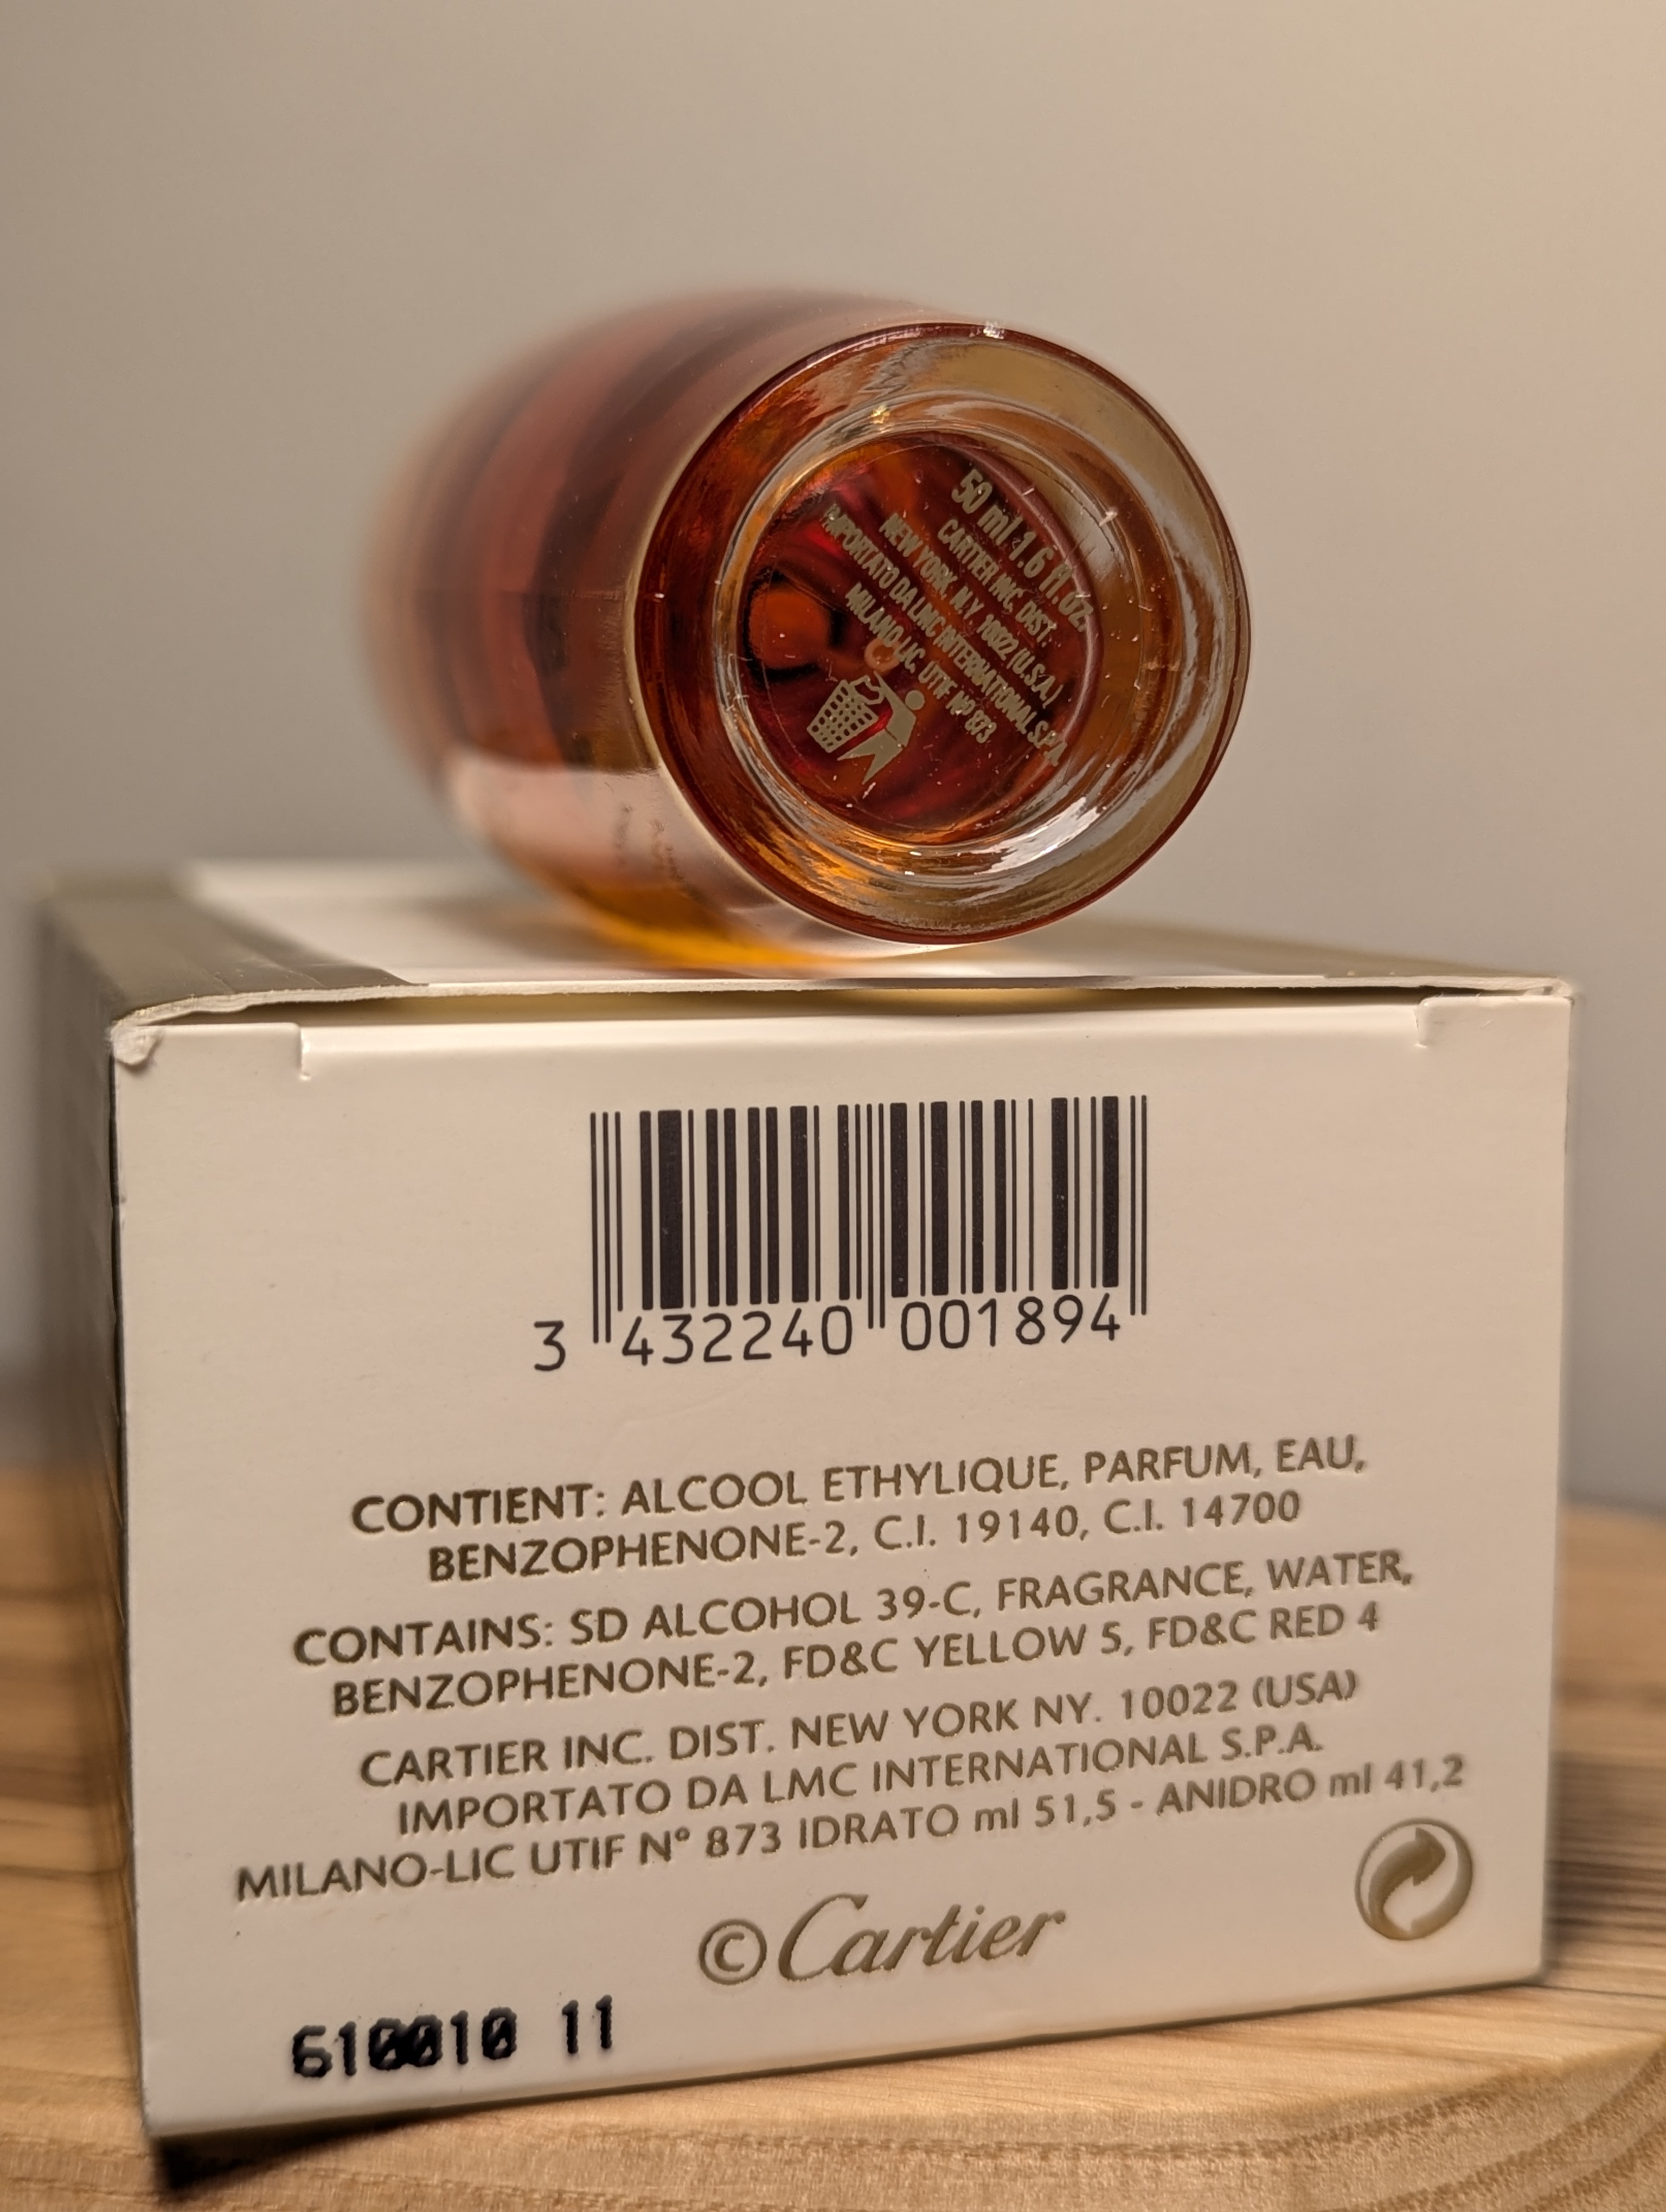 50 ml 1.6 fl.oz.
CARTIER INC. DIST.
NEW YORK, N.Y. 10022 (U.S.A.)
IMPORTATO DA LMC INTERNATIONAL S.P.A.
MILANO-LIC. UTIF Nº 873
3 432240 001894
CONTIENT: ALCOOL ETHYLIQUE, PARFUM, EAU,
BENZOPHENONE-2, C.I. 19140, C.I. 14700
CONTAINS: SD ALCOHOL 39-C, FRAGRANCE, WATER,
BENZOPHENONE-2, FD&C YELLOW 5, FD&C RED 4
CARTIER INC. DIST. NEW YORK NY. 10022 (USA)
IMPORTATO DA LMC INTERNATIONAL S.P.A.
MILANO-LIC UTIF N° 873 IDRATO ml 51,5 - ANIDRO ml 41,2
©Cartier
610010 11